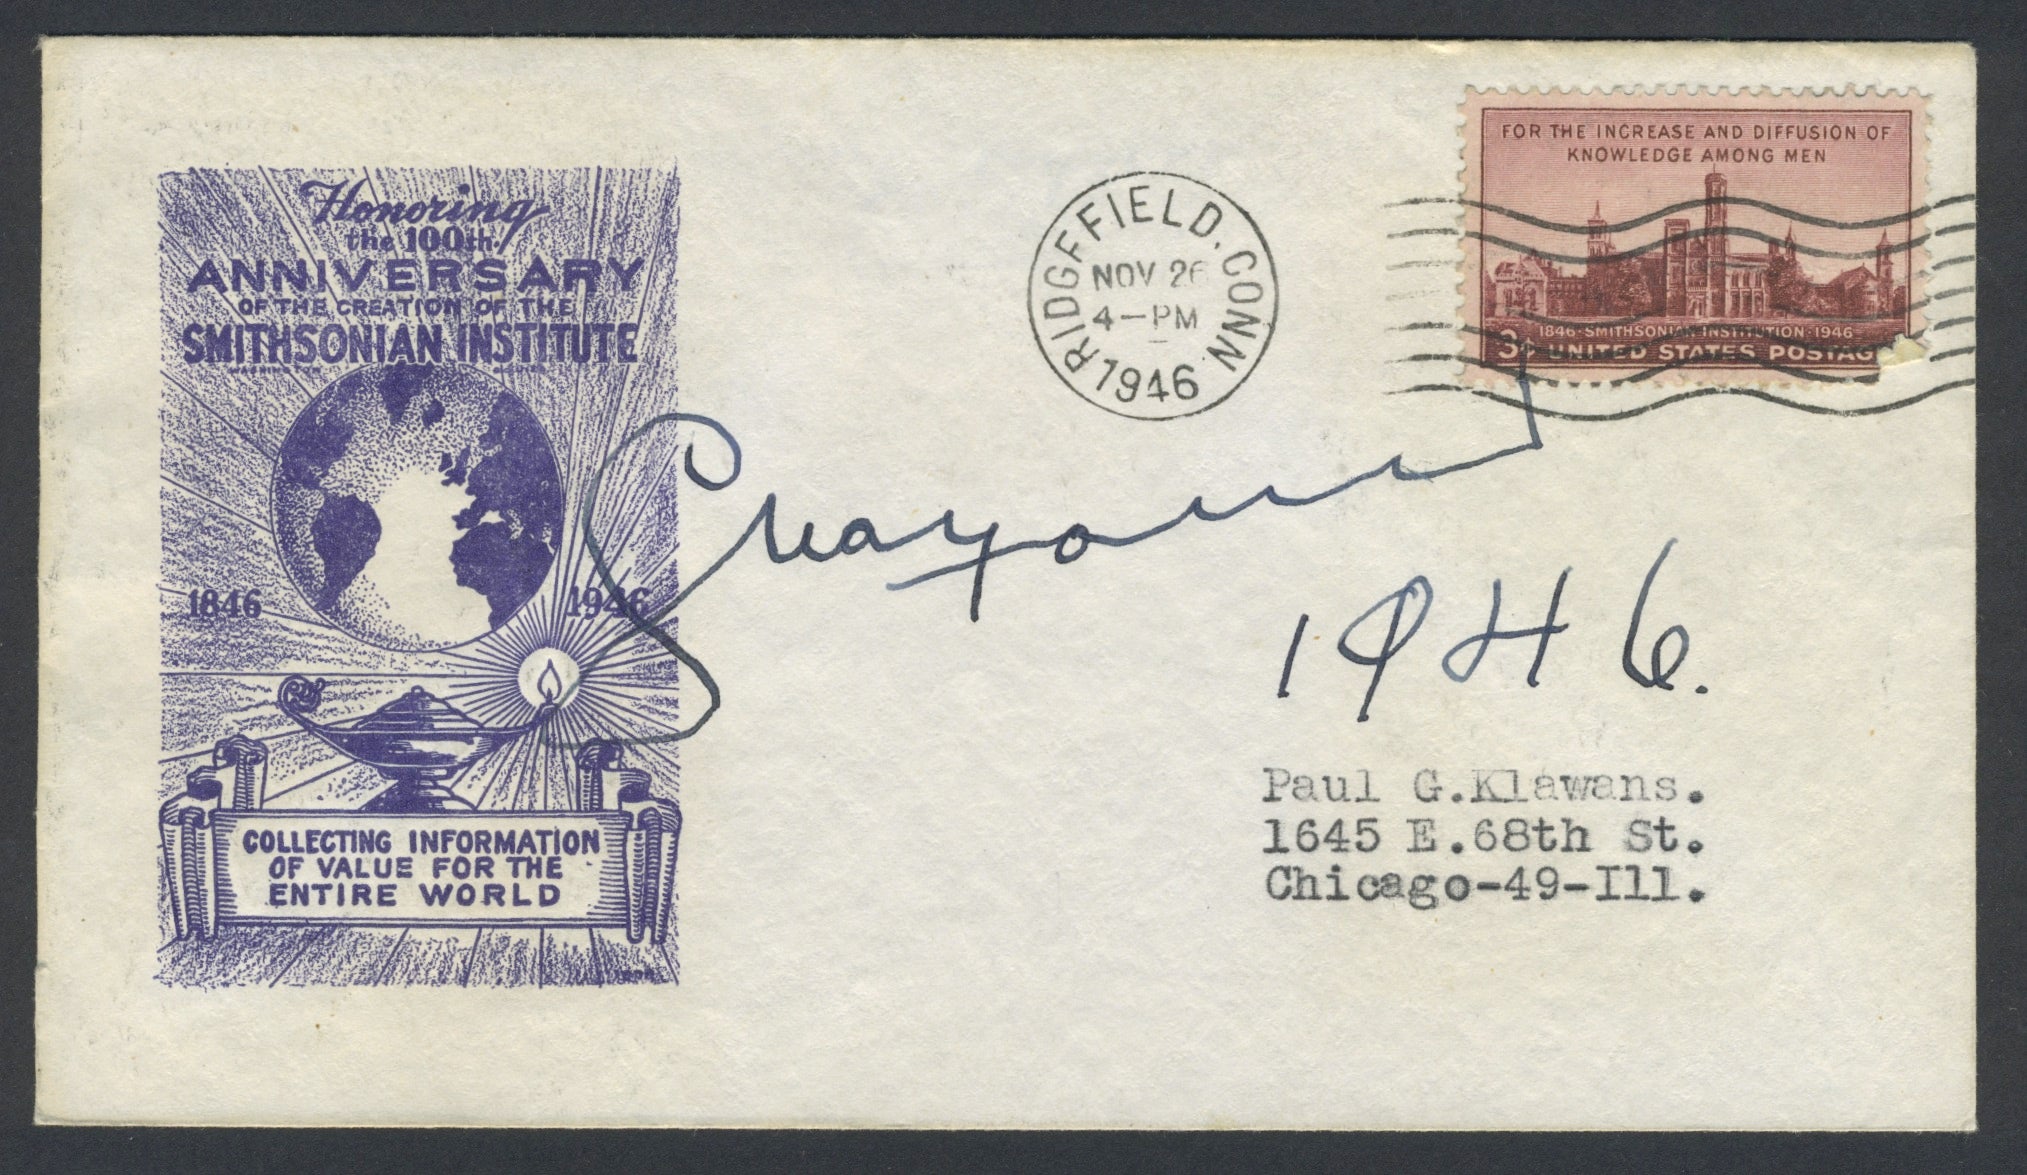 Honoring
the 100th
ANNIVERSARY
OF THE CREATION OF THE
SMITHSONIAN INSTITUTE
1846 1946
COLLECTING INFORMATION
OF VALUE FOR THE
ENTIRE WORLD
RIDGEFIELD. CONN.
NOV 26
4—PM
1946
FOR THE INCREASE AND DIFFUSION OF
KNOWLEDGE AMONG MEN
1846·SMITHSONIAN INSTITUTION·1946
3¢ UNITED STATES POSTAG
1946.
Paul G.Klawans.
1645 E.68th St.
Chicago-49-Ill.